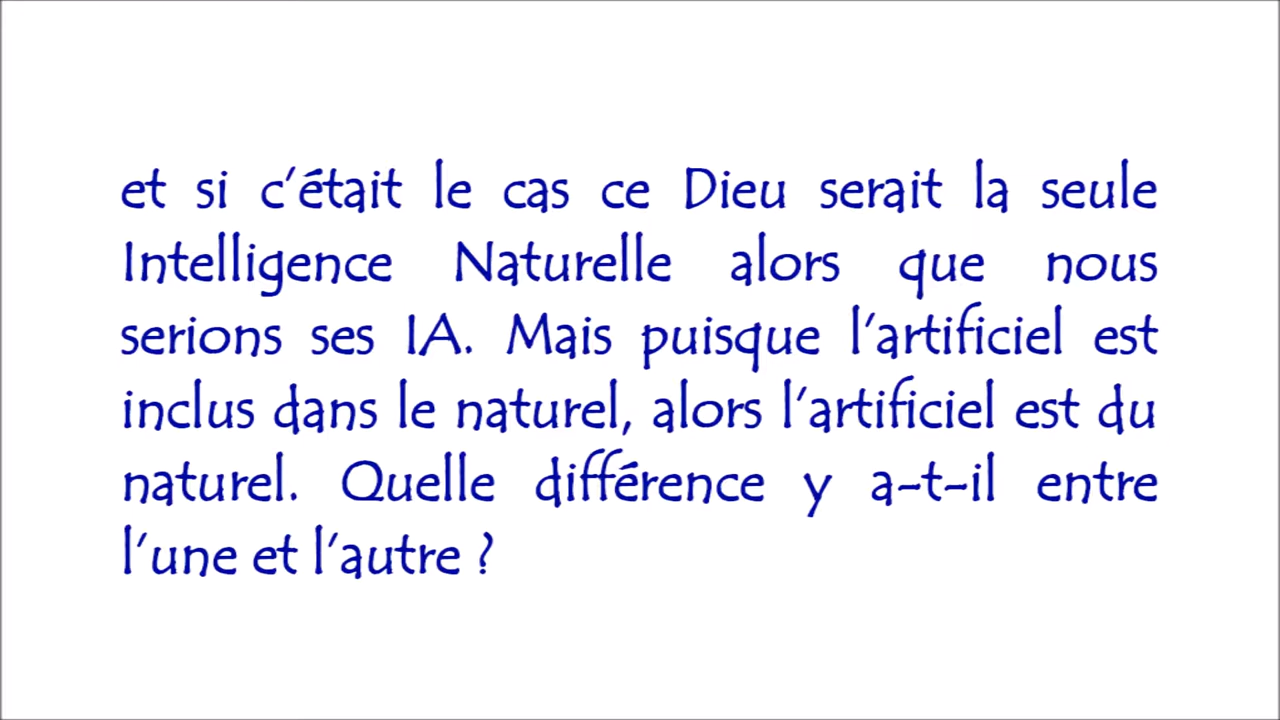 et si c’était le cas ce Dieu serait la seule
Intelligence Naturelle alors que nous
serions ses IA. Mais puisque l’artificiel est
inclus dans le naturel, alors l’artificiel est du
naturel. Quelle différence y a-t-il entre
l’une et l’autre ?